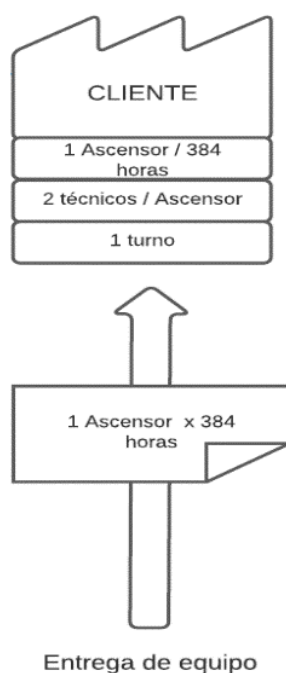 CLIENTE
1 Ascensor / 384
horas
2 técnicos / Ascensor
1 turno
1 Ascensor x 384
horas
Entrega de equipo